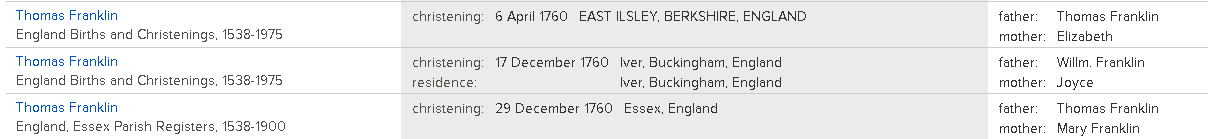 Thomas Franklin christening: 6 April 1760 EAST ILSLEY, BERKSHIRE, ENGLAND father: Thomas Franklin
England Births and Christenings, 1538-1975 mother: Elizabeth
Thomas Franklin christening: 17 December 1760 Iver, Buckingham, England father: Willm. Franklin
England Births and Christenings, 1538-1975 residence: Iver, Buckingham, England mother: Joyce
Thomas Franklin christening: 29 December 1760 Essex, England father: Thomas Franklin
England, Essex Parish Registers, 1538-1900 mother: Mary Franklin